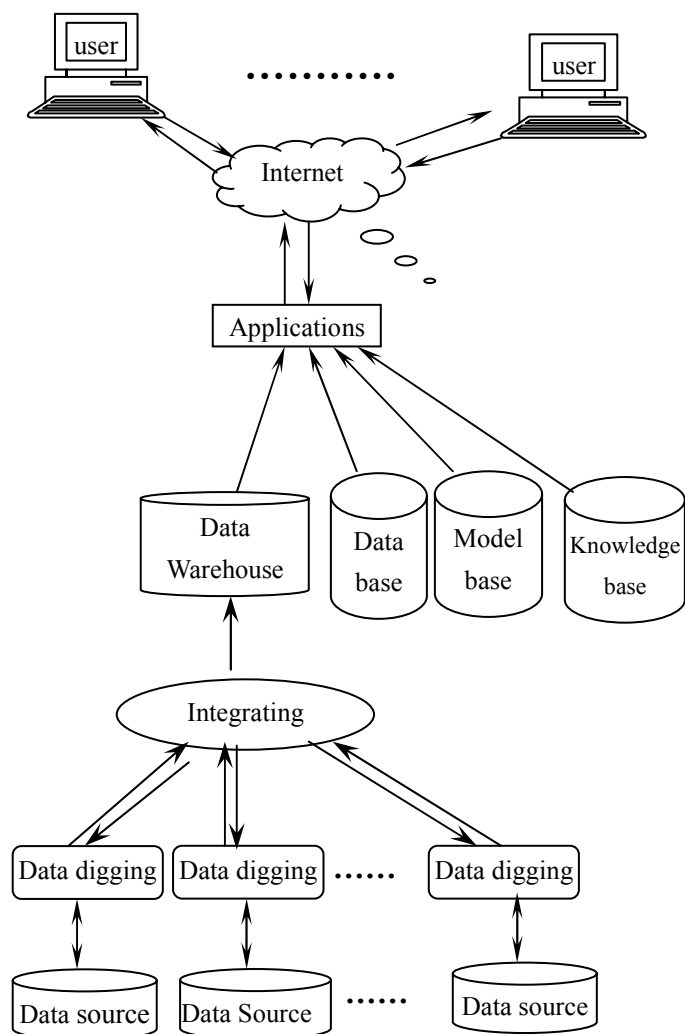 user
user
Internet
Applications
Data
Warehouse
Data
base
Model
base
Knowledge
base
Integrating
Data digging
Data digging
Data digging
Data source
Data Source
Data source